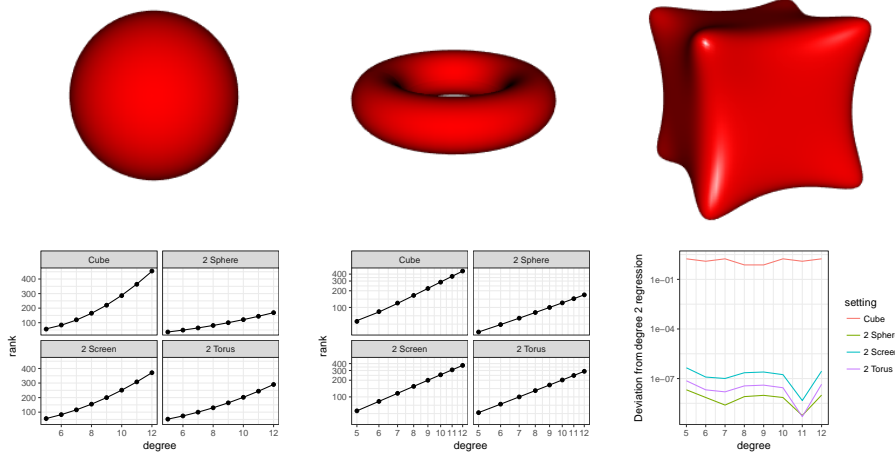 Cube
2 Sphere
400
300
200
100
2 Screen
2 Torus
400
300
200
100
6
8
10
12
6
8
10
12
rank
degree
Cube
2 Sphere
400
300
200
100
2 Screen
2 Torus
400
300
200
100
5
6
7
8
9
10
11
12
5
6
7
8
9
10
11
12
rank
degree
Deviation from degree 2 regression
1e−01
1e−04
1e−07
5
6
7
8
9
10
11
12
degree
setting
Cube
2 Spher
2 Screer
2 Torus